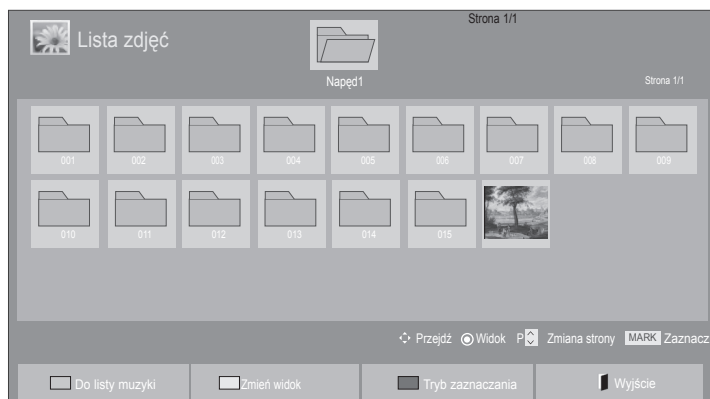 Strona 1/1
Lista zdjęć
Napęd1
Strona 1/1
001 002 003 004 005 006 007 008 009
010 011 012 013 014 015
Przejdź Widok P Zmiana strony MARK Zaznacz
Do listy muzyki Zmień widok Tryb zaznaczania Wyjście